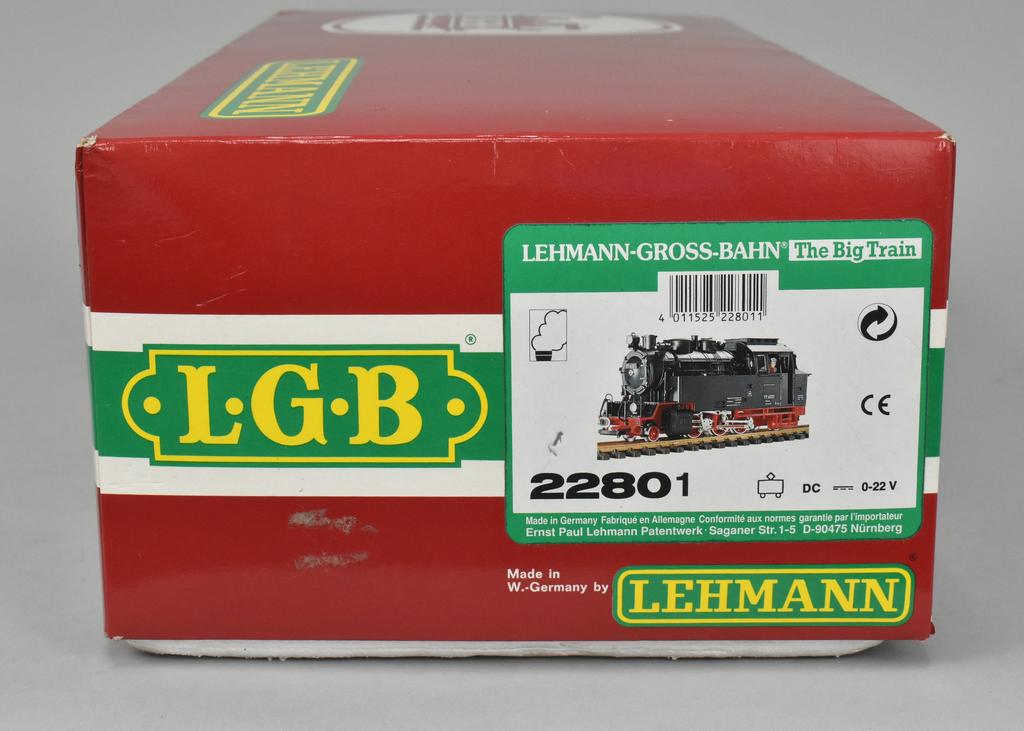 LEHMANN
LEHMANN-GROSS-BAHN® The Big Train
4 011525 228011
®
L·G·B
CE
22801
DC 0-22 V
Made in Germany Fabriqué en Allemagne Conformité aux normes garantie par l'importateur
Ernst Paul Lehmann Patentwerk · Saganer Str. 1-5 D-90475 Nürnberg
Made in
W.-Germany by
LEHMANN®